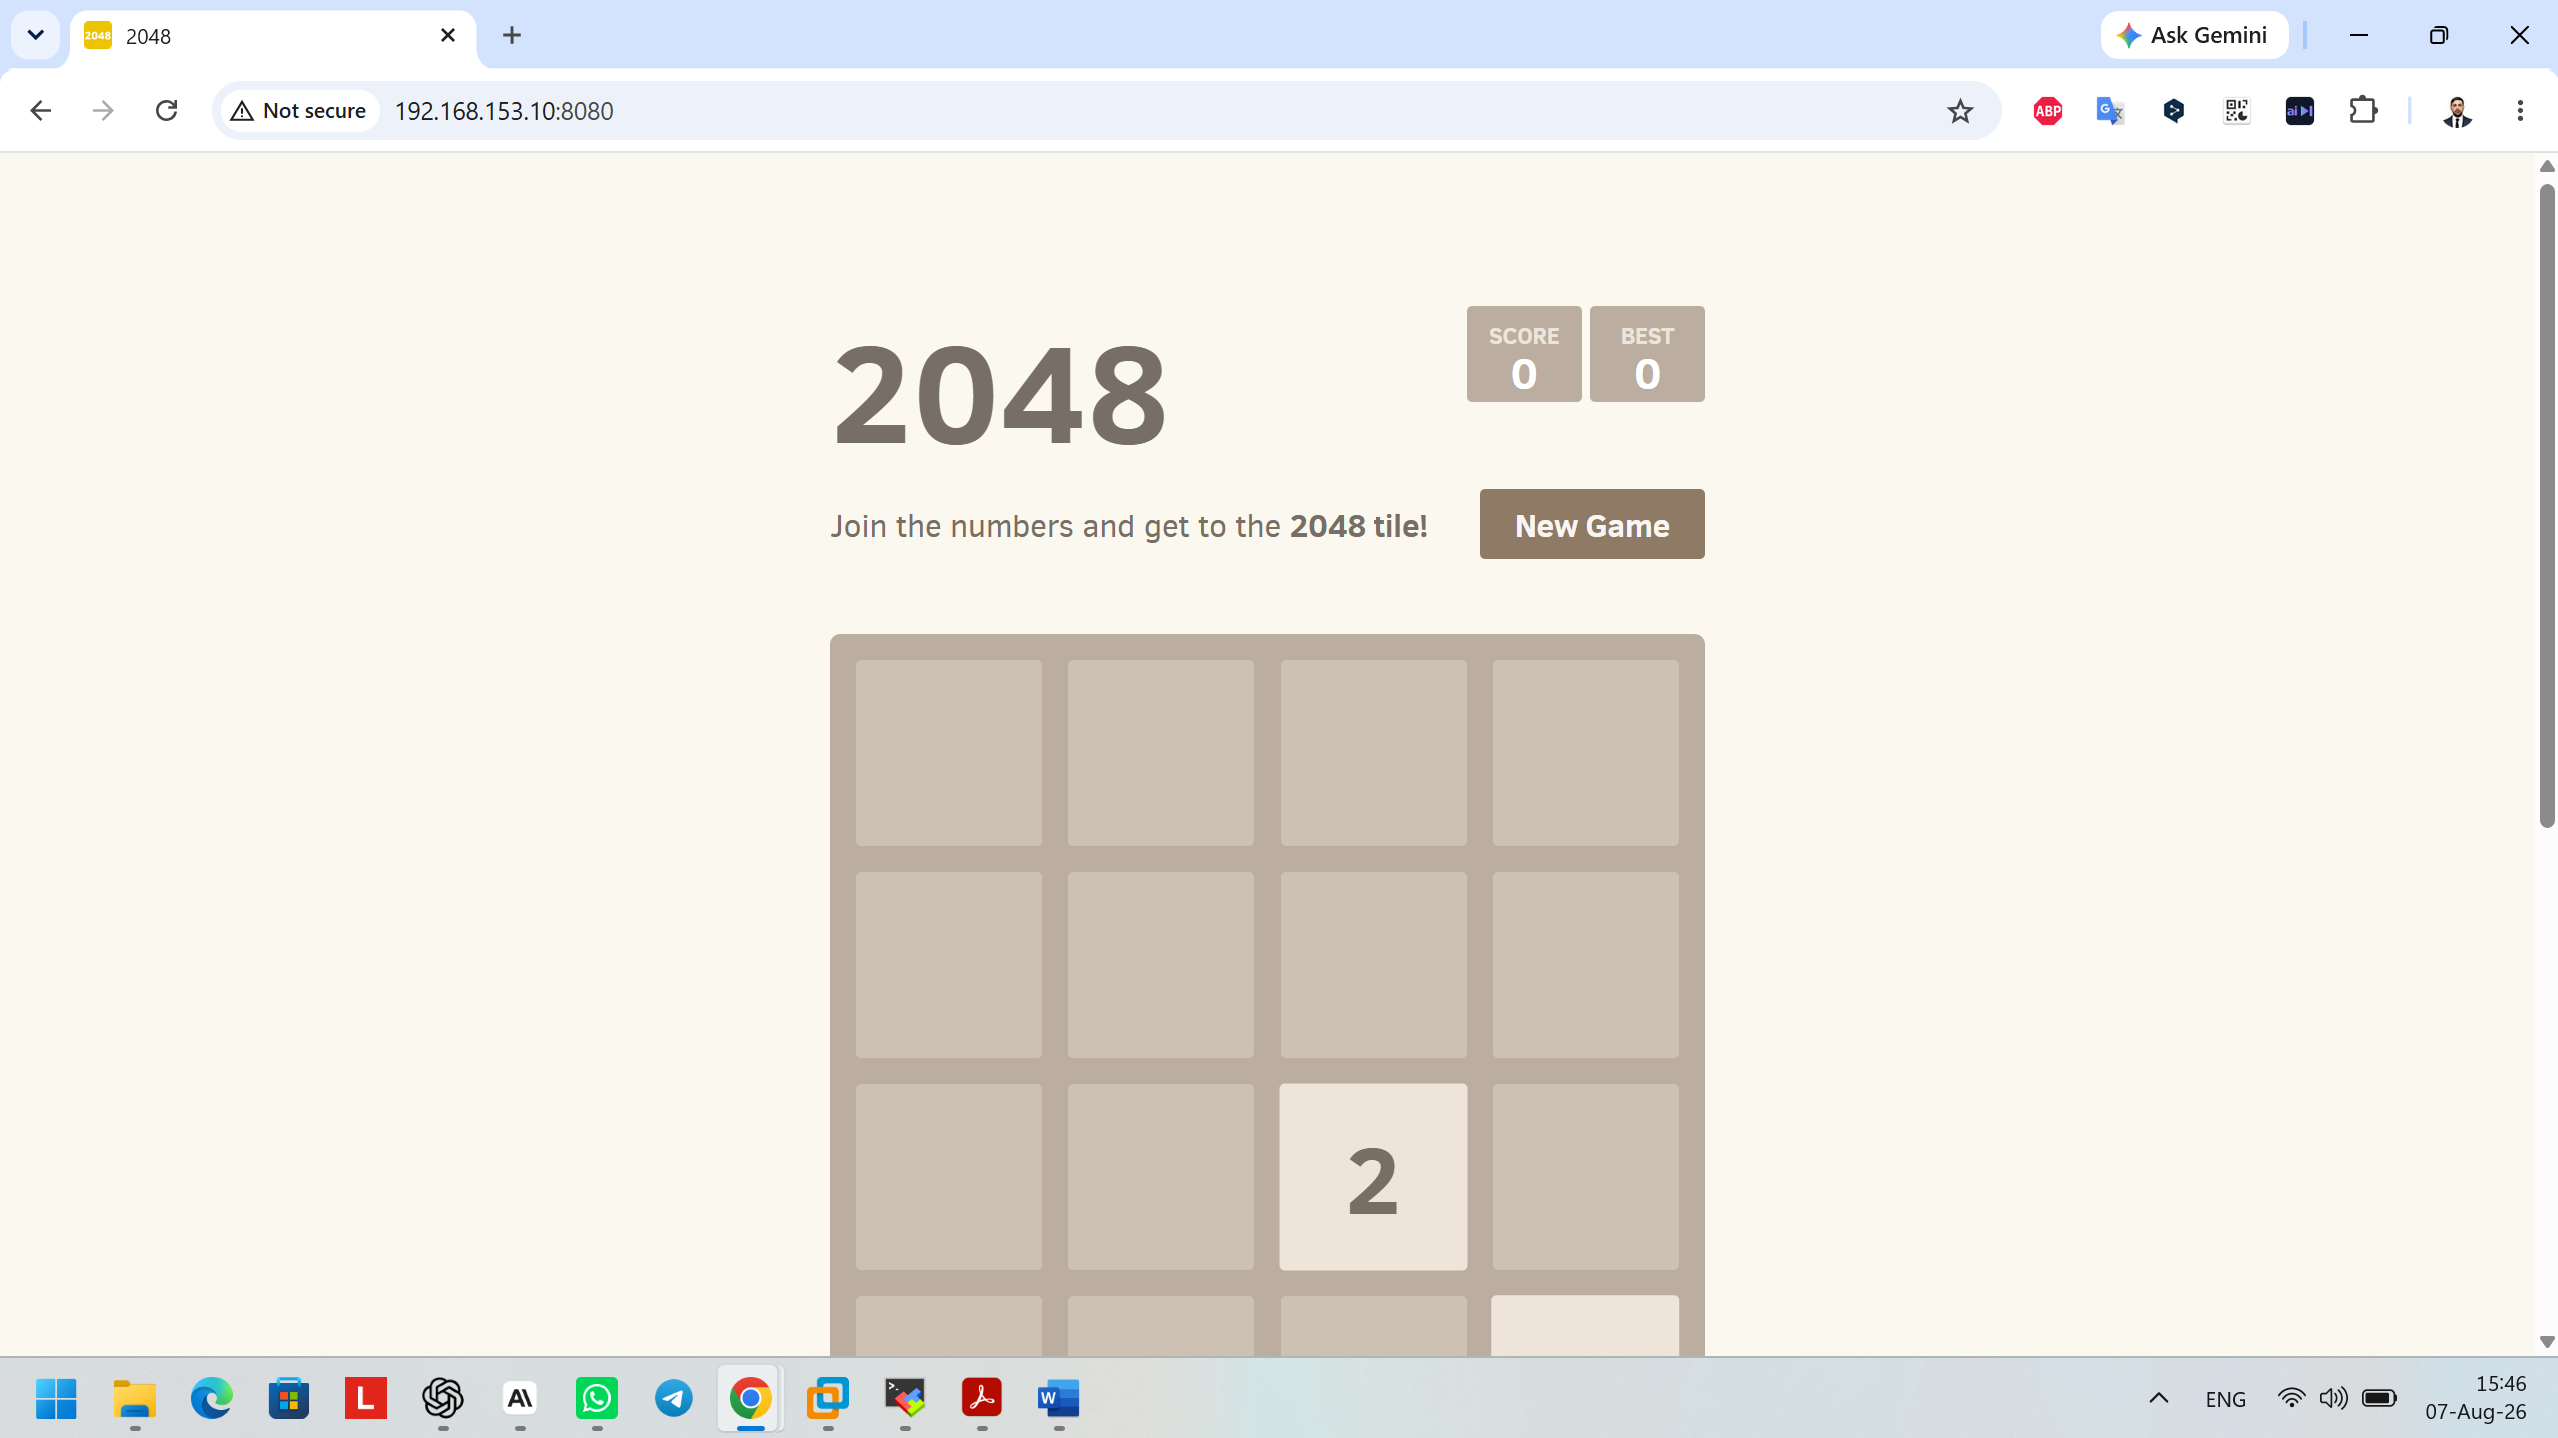 2048
2048
Ask Gemini
Not secure
192.168.153.10:8080
ABP
ai
SCORE
0
BEST
0
2048
Join the numbers and get to the 2048 tile!
New Game
2
L
A\
W
ENG
15:46
07-Aug-26